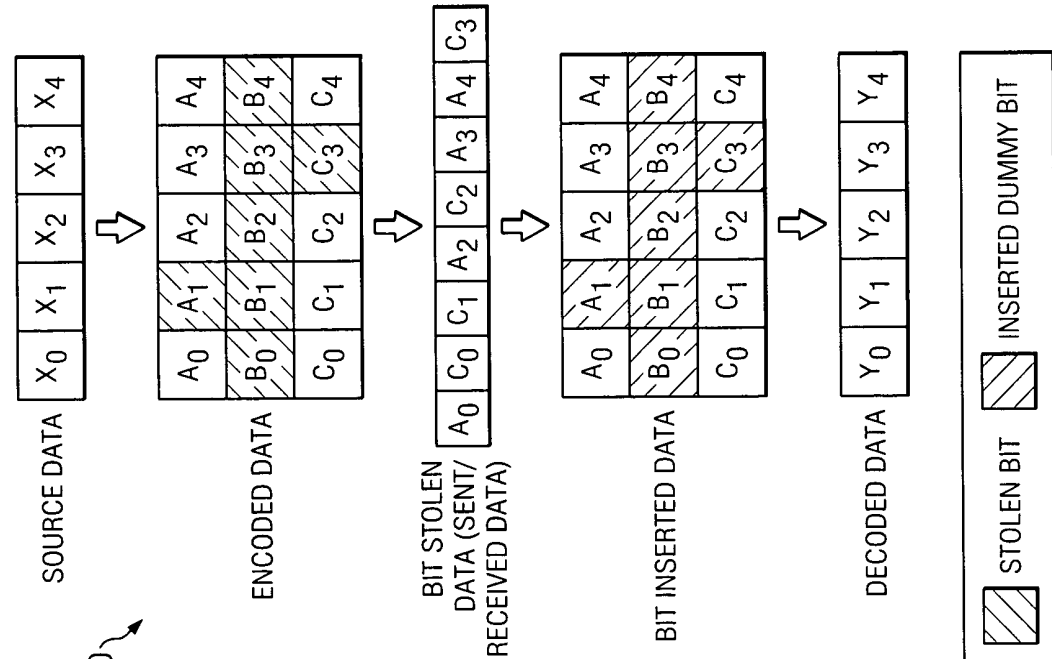 SOURCE DATA
X0 X1 X2 X3 X4
ENCODED DATA
A0 A1 A2 A3 A4
B0 B1 B2 B3 B4
C0 C1 C2 C3 C4
BIT STOLEN
DATA (SENT/
RECEIVED DATA)
A0 C0 C1 A2 C2 A3 A4 C3
BIT INSERTED DATA
A0 A1 A2 A3 A4
B0 B1 B2 B3 B4
C0 C1 C2 C3 C4
DECODED DATA
Y0 Y1 Y2 Y3 Y4
STOLEN BIT
INSERTED DUMMY BIT